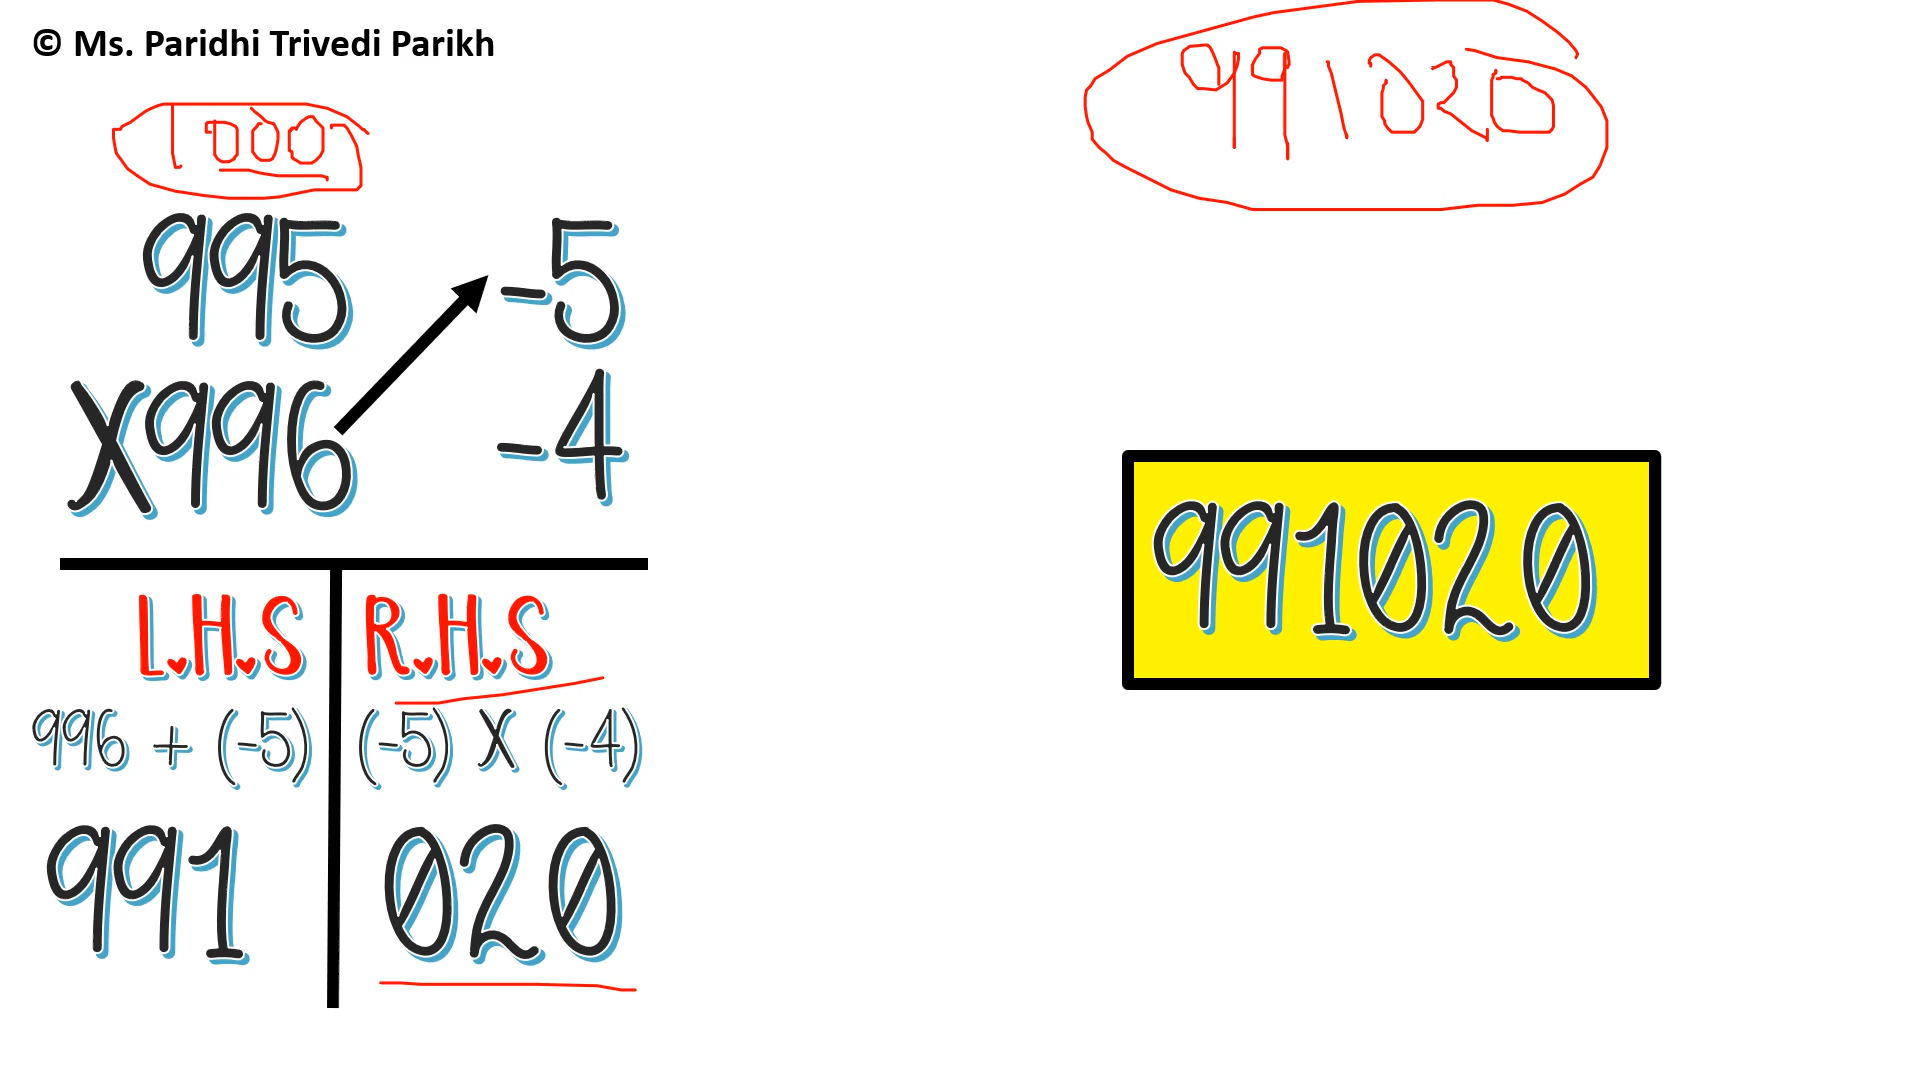 © Ms. Paridhi Trivedi Parikh
991020
1000
995 -5
X996 -4
L.H.S R.H.S
996 + (-5) (-5) X (-4)
991 020
991020